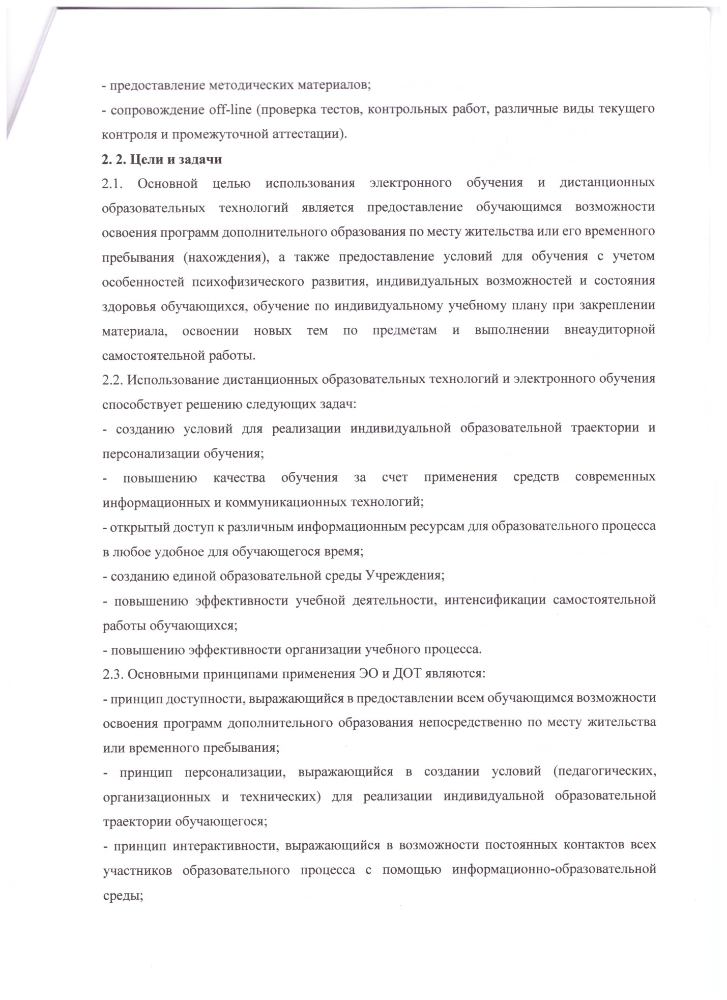 - предоставление методических материалов;
- сопровождение off-line (проверка тестов, контрольных работ, различные виды текущего
контроля и промежуточной аттестации).
2. 2. Цели и задачи
2.1. Основной целью использования электронного обучения и дистанционных
образовательных технологий является предоставление обучающимся возможности
освоения программ дополнительного образования по месту жительства или его временного
пребывания (нахождения), а также предоставление условий для обучения с учетом
особенностей психофизического развития, индивидуальных возможностей и состояния
здоровья обучающихся, обучение по индивидуальному учебному плану при закреплении
материала, освоении новых тем по предметам и выполнении внеаудиторной
самостоятельной работы.
2.2. Использование дистанционных образовательных технологий и электронного обучения
способствует решению следующих задач:
- созданию условий для реализации индивидуальной образовательной траектории и
персонализации обучения;
- повышению качества обучения за счет применения средств современных
информационных и коммуникационных технологий;
- открытый доступ к различным информационным ресурсам для образовательного процесса
в любое удобное для обучающегося время;
- созданию единой образовательной среды Учреждения;
- повышению эффективности учебной деятельности, интенсификации самостоятельной
работы обучающихся;
- повышению эффективности организации учебного процесса.
2.3. Основными принципами применения ЭО и ДОТ являются:
- принцип доступности, выражающийся в предоставлении всем обучающимся возможности
освоения программ дополнительного образования непосредственно по месту жительства
или временного пребывания;
- принцип персонализации, выражающийся в создании условий (педагогических,
организационных и технических) для реализации индивидуальной образовательной
траектории обучающегося;
- принцип интерактивности, выражающийся в возможности постоянных контактов всех
участников образовательного процесса с помощью информационно-образовательной
среды;